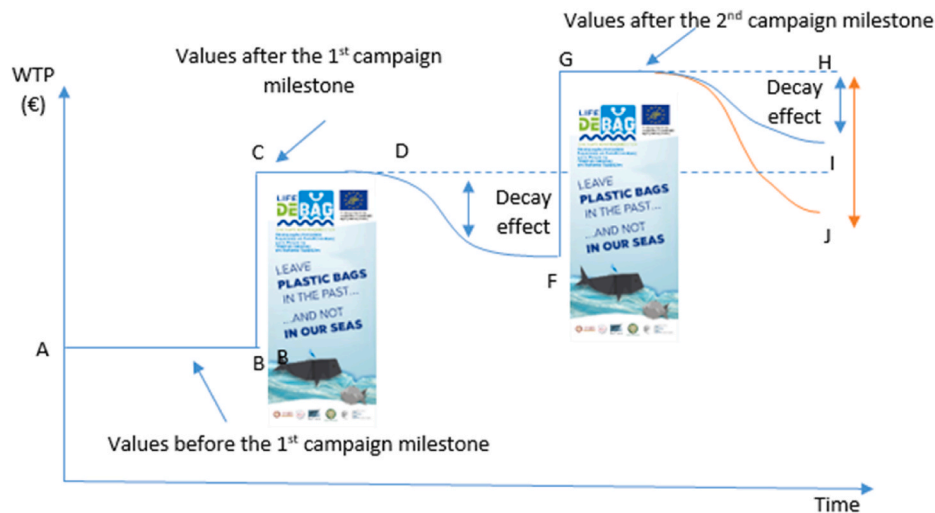 Values after the 2nd campaign milestone
Values after the 1st campaign
milestone
WTP
(€)
G
H
Decay
effect
C
D
I
J
Decay
effect
F
A
B
B
LIFE
DEBAG
LEAVE
PLASTIC BAGS
IN THE PAST...
...AND NOT
IN OUR SEAS
LIFE
DEBAG
LEAVE
PLASTIC BAGS
IN THE PAST...
...AND NOT
IN OUR SEAS
Values before the 1st campaign milestone
Time